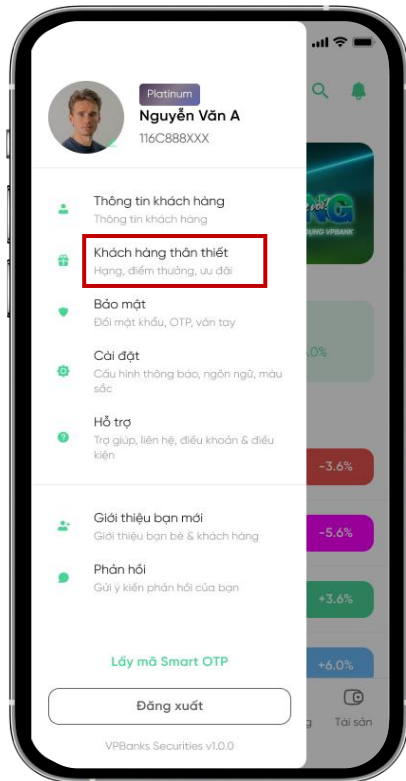 Platinum
Nguyễn Văn A
116C888XXX
Thông tin khách hàng
Thông tin khách hàng
Khách hàng thân thiết
Hạng, điểm thưởng, ưu đãi
Bảo mật
Đổi mật khẩu, OTP, vân tay
Cài đặt
Cấu hình thông báo, ngôn ngữ, màu
sắc
Hỗ trợ
Trợ giúp, liên hệ, điều khoản & điều
kiện
Giới thiệu bạn mới
Giới thiệu bạn bè & khách hàng
Phản hồi
Gửi ý kiến phản hồi của bạn
Lấy mã Smart OTP
Đăng xuất
VPBanks Securities v1.0.0
VPBANK
.0%
-3.6%
-5.6%
+3.6%
+6.0%
g
Tài sản